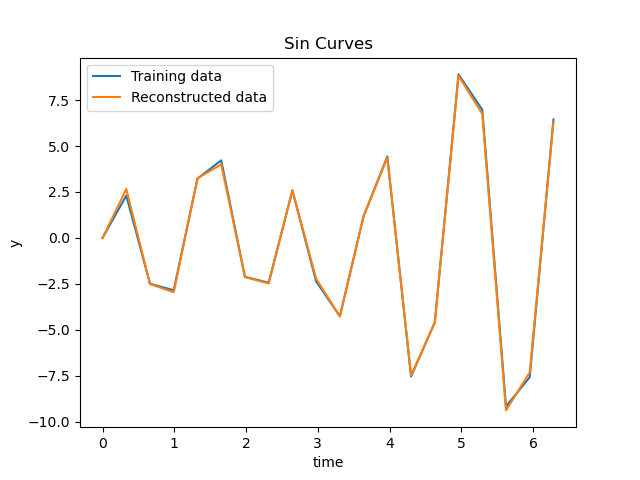 Sin Curves
Training data
Reconstructed data
7.5
5.0
2.5
0.0
−2.5
−5.0
−7.5
−10.0
y
0 1 2 3 4 5 6
time